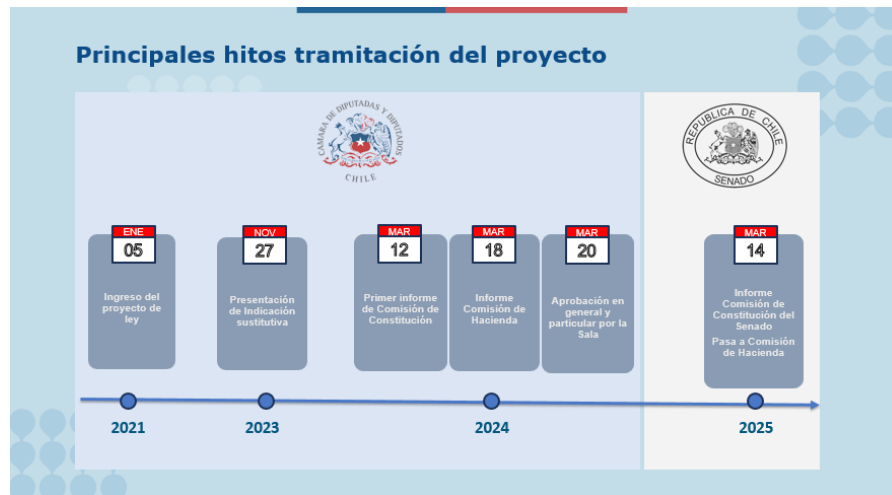 Principales hitos tramitación del proyecto
CÁMARA DE DIPUTADAS Y DIPUTADOS
CHILE
REPUBLICA DE CHILE
SENADO
ENE
05
Ingreso del
proyecto de
ley
NOV
27
Presentación
de Indicación
sustitutiva
MAR
12
Primer informe
de Comisión de
Constitución
MAR
18
Informe
Comisión de
Hacienda
MAR
20
Aprobación en
general y
particular por la
Sala
MAR
14
Informe
Comisión de
Constitución del
Senado
Pasa a Comisión
de Hacienda
2021
2023
2024
2025